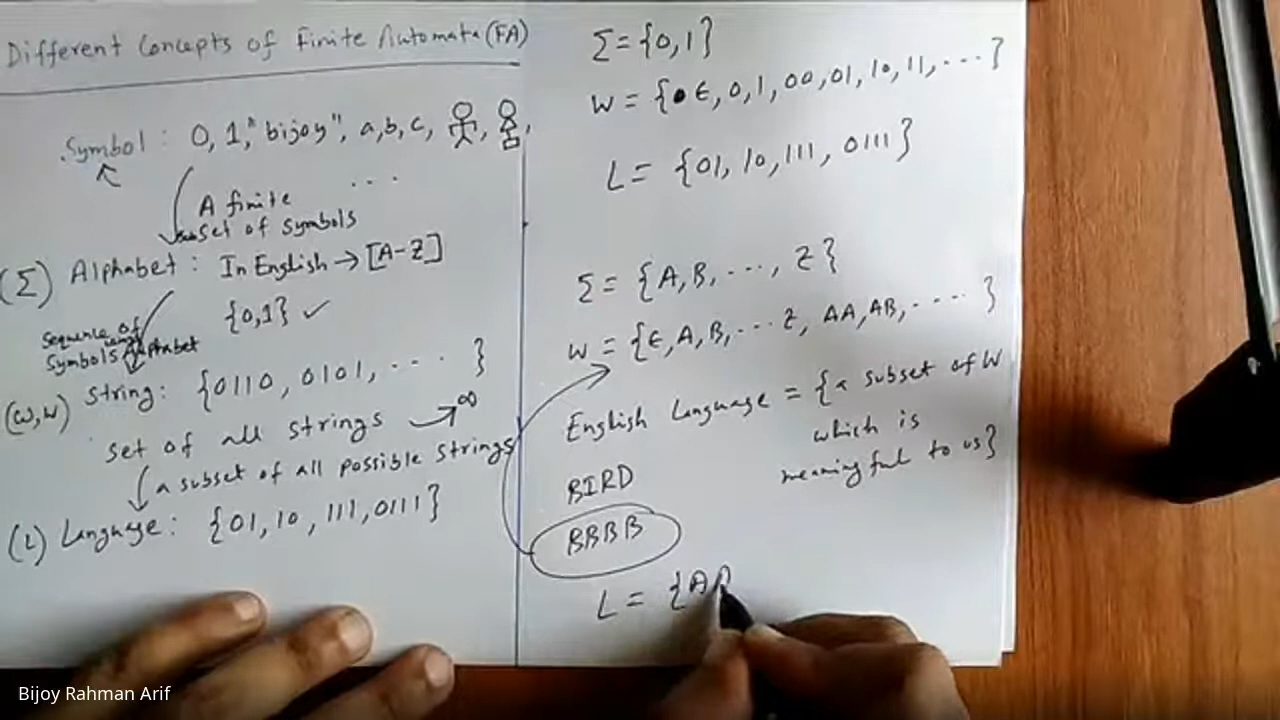 Different Concepts of Finite Automata (FA)
Symbol : 0, 1, "bijoy", a, b, c, , ,
...
A finite
set of symbols
(Σ) Alphabet : In English → [A-Z]
{0,1} ✓
Sequence of
symbols Alphabet
(ω, W) String: {0110, 0101, ... }
set of all strings → ∞
a subset of all possible strings
(L) Language: {01, 10, 111, 0111}
Σ = {0, 1}
W = {ϵ, 0, 1, 00, 01, 10, 11, ... }
L = {01, 10, 111, 0111}
Σ = {A, B, ..., Z}
W = {ϵ, A, B, ... Z, AA, AB, .... }
English Language = {a subset of W
which is
meaningful to us}
BIRD
BBBB
L = {A
Bijoy Rahman Arif